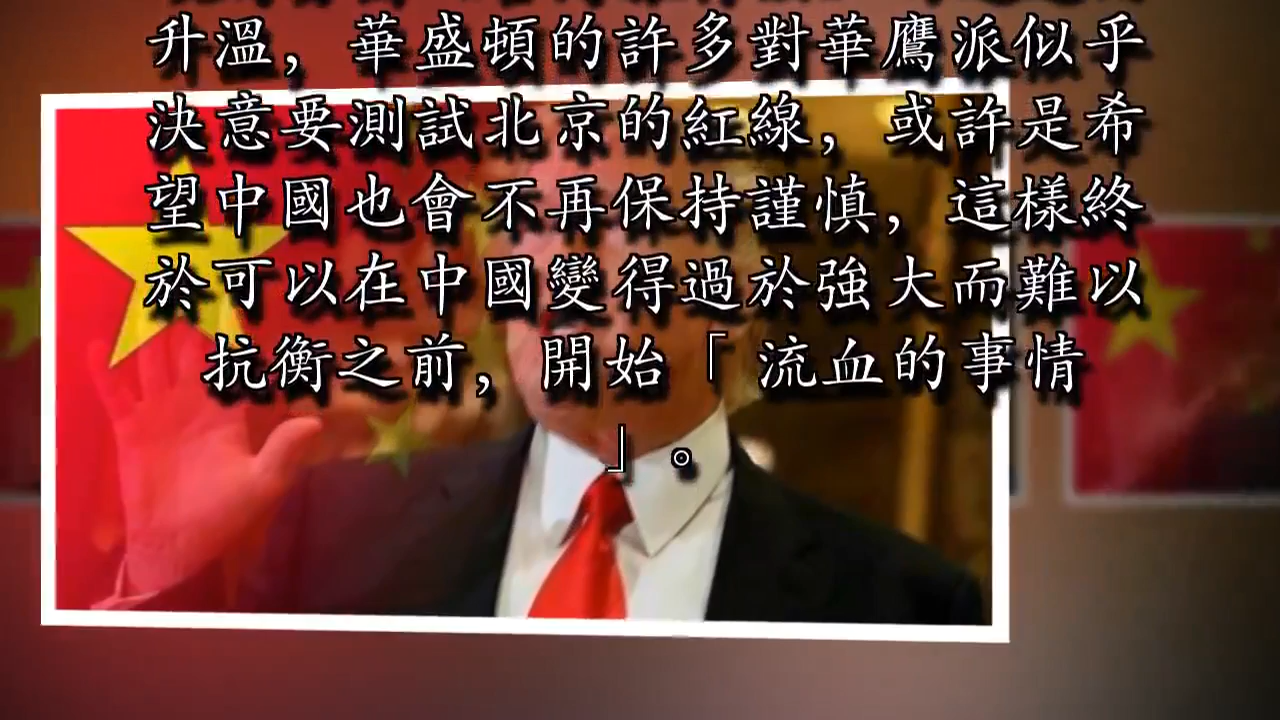 升溫，華盛頓的許多對華鷹派似乎
決意要測試北京的紅線，或許是希
望中國也會不再保持謹慎，這樣終
於可以在中國變得過於強大而難以
抗衡之前，開始「流血的事情
」。